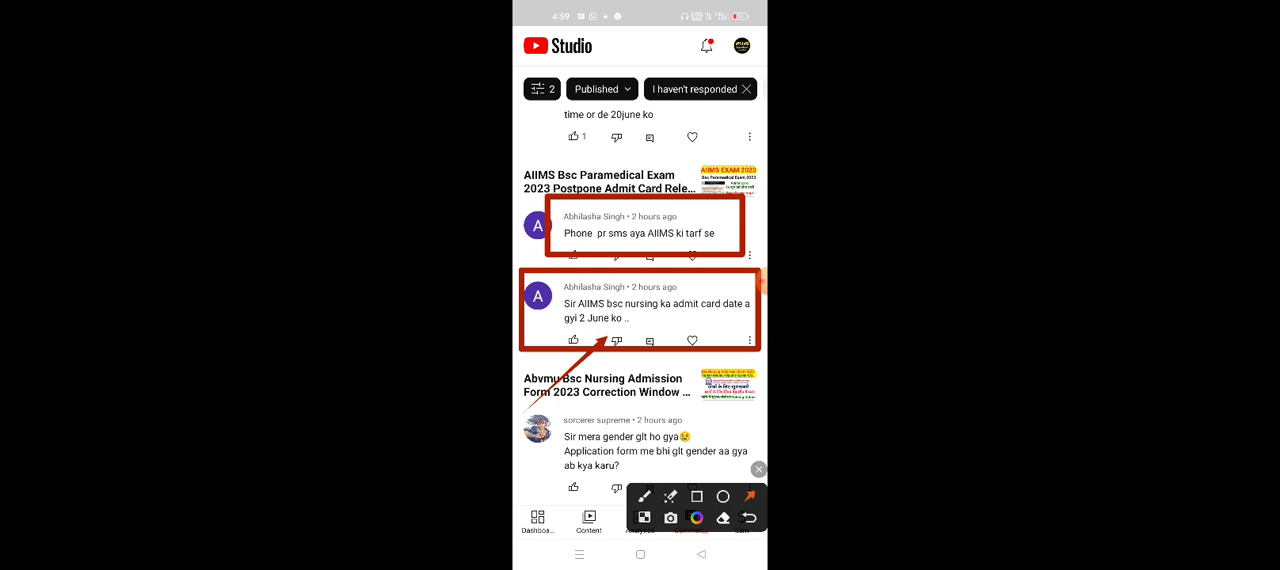 4:59
Studio
2
Published
I haven't responded
time or de 20june ko
1
AIIMS Bsc Paramedical Exam
2023 Postpone Admit Card Rele...
AIIMS EXAM 2023
Bsc Paramedical Exam 2023
A
Abhilasha Singh • 2 hours ago
Phone pr sms aya AIIMS ki tarf se
A
Abhilasha Singh • 2 hours ago
Sir AIIMS bsc nursing ka admit card date a
gyi 2 June ko ..
Abvmu Bsc Nursing Admission
Form 2023 Correction Window ...
sorcerer supreme • 2 hours ago
Sir mera gender glt ho gya😢
Application form me bhi glt gender aa gya
ab kya karu?
Dashboa...
Content